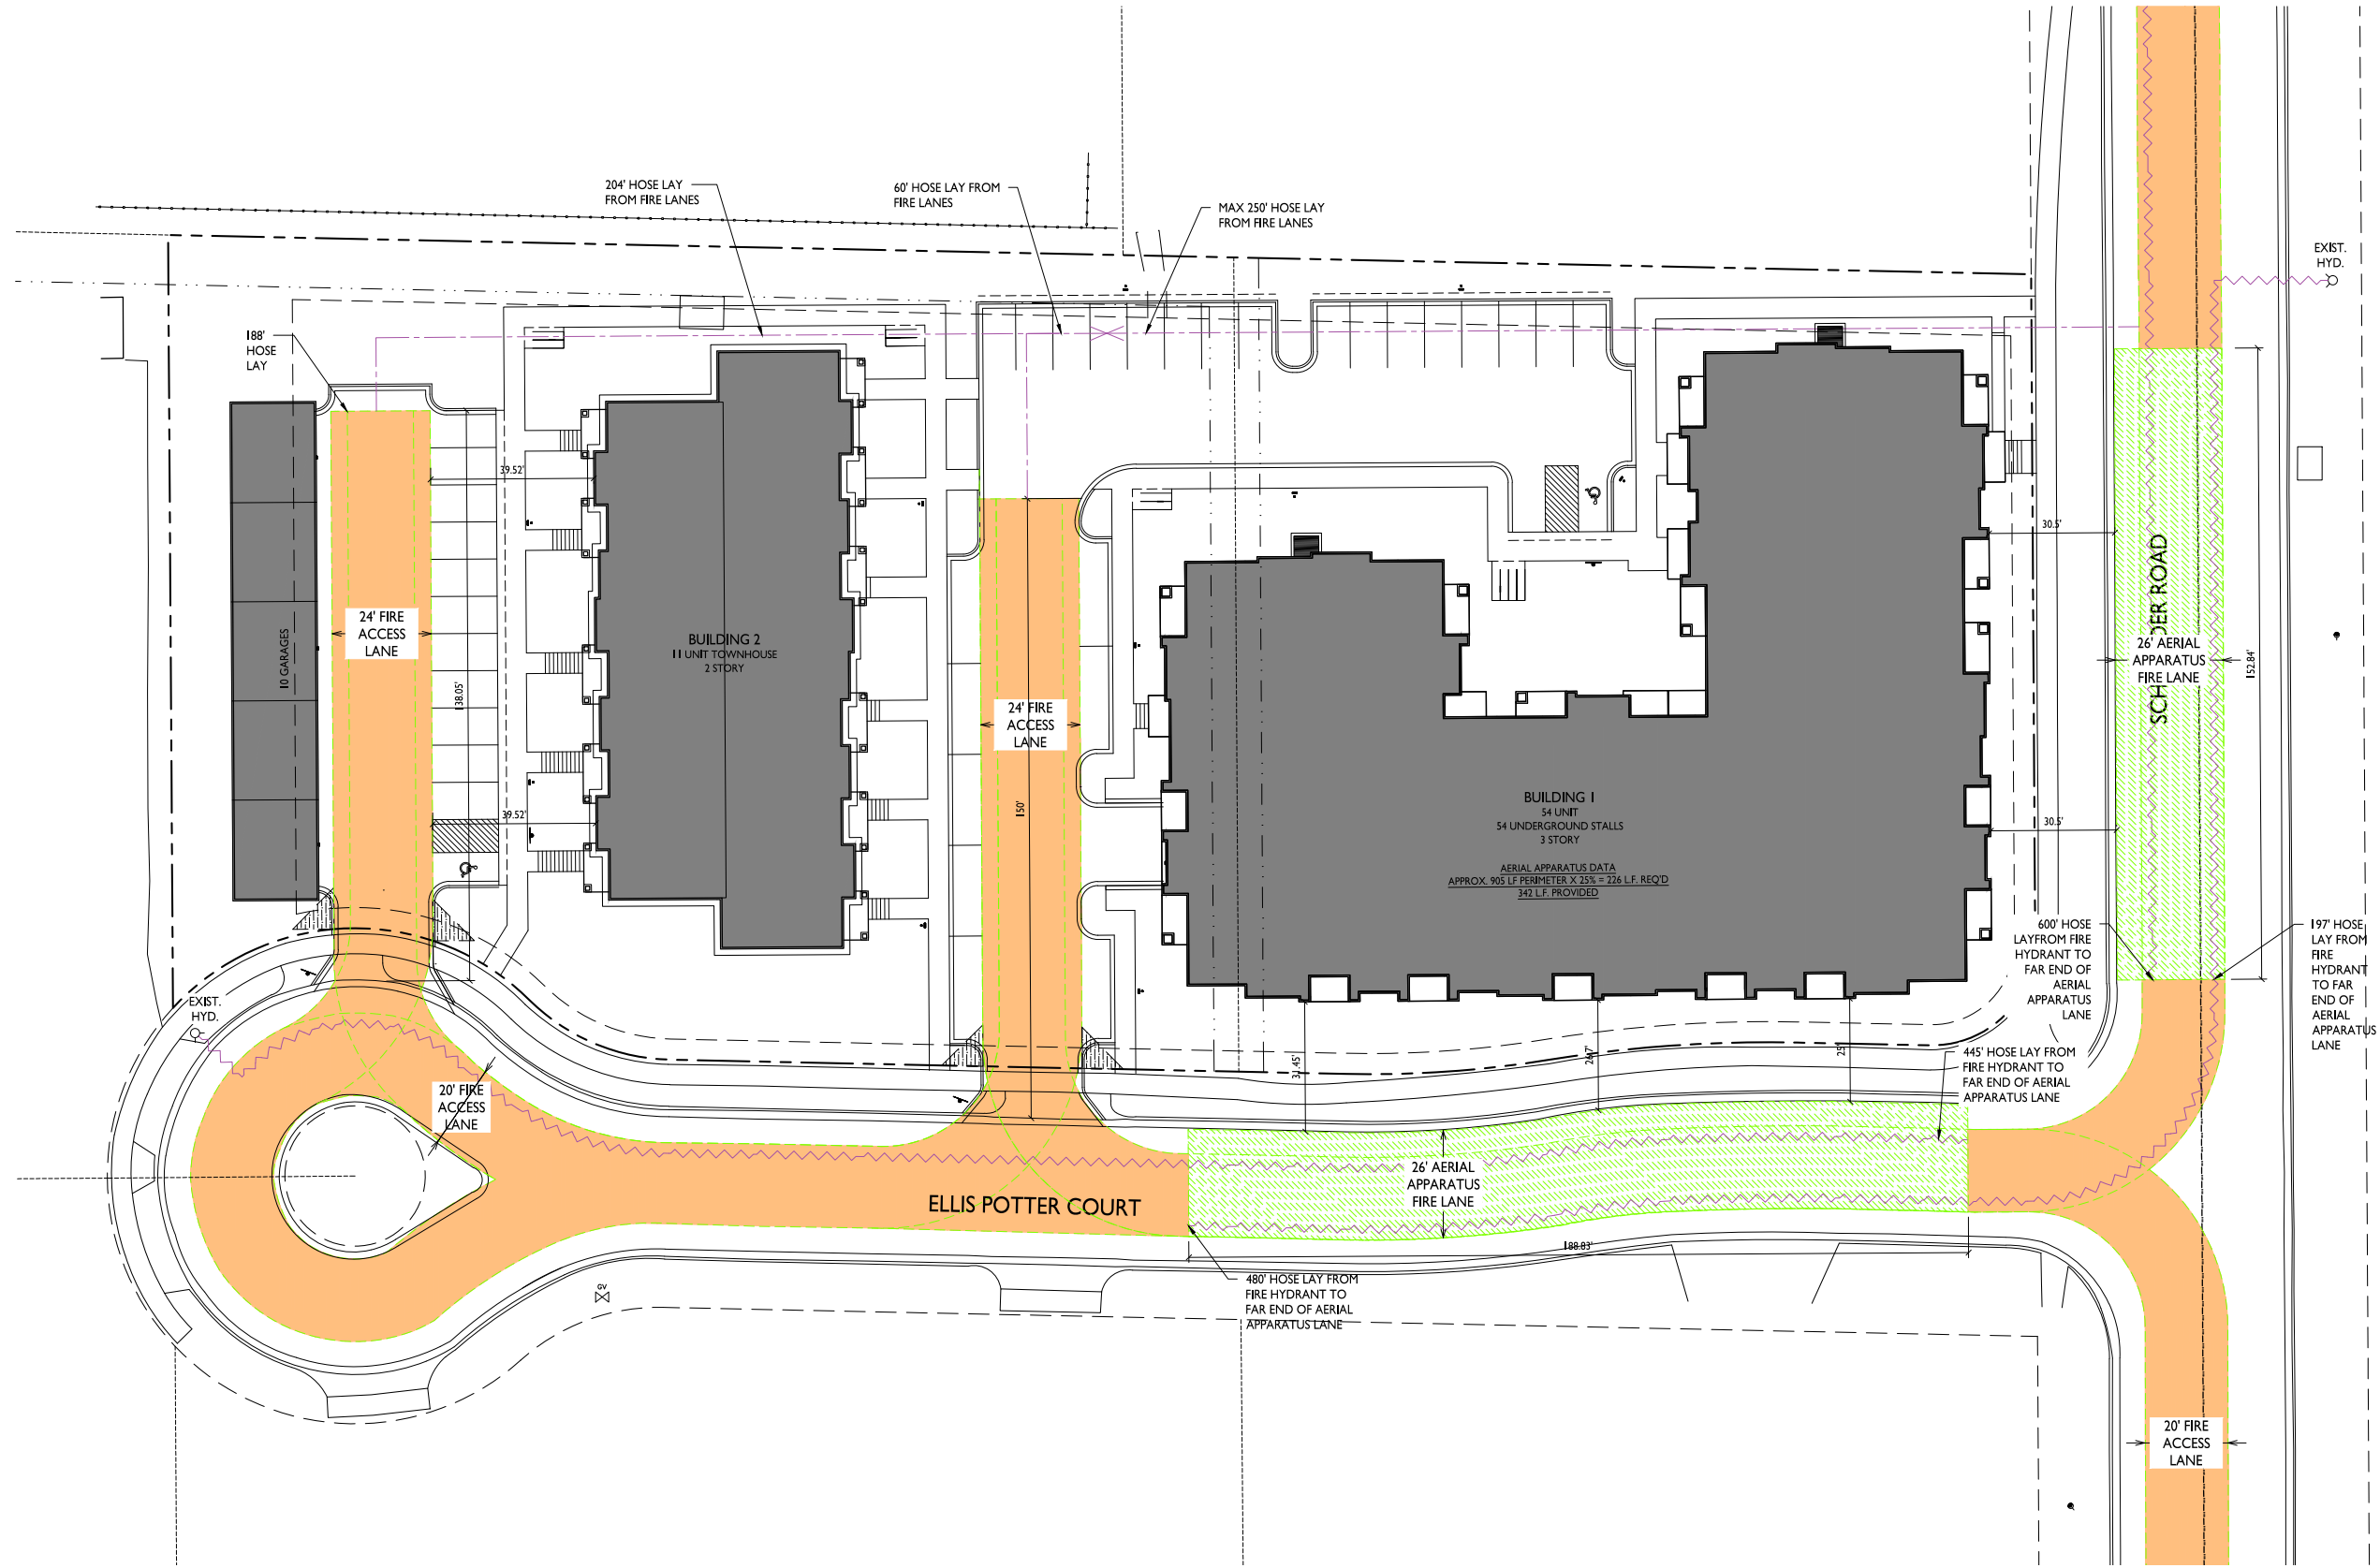 204' HOSE LAY
FROM FIRE LANES
60' HOSE LAY FROM
FIRE LANES
MAX 250' HOSE LAY
FROM FIRE LANES
EXIST.
HYD.
188'
HOSE
LAY
39.52'
30.5'
24' FIRE
ACCESS
LANE
10 GARAGES
138.05'
BUILDING 2
11 UNIT TOWNHOUSE
2 STORY
26' AERIAL
APPARATUS
FIRE LANE
152.84'
24' FIRE
ACCESS
LANE
150'
39.52'
BUILDING 1
54 UNIT
54 UNDERGROUND STALLS
3 STORY
30.5'
AERIAL APPARATUS DATA
APPROX. 905 LF PERIMETER X 25% = 226 L.F. REQ'D
342 L.F. PROVIDED
600' HOSE
LAYFROM FIRE
HYDRANT TO
FAR END OF
AERIAL
APPARATUS
LANE
197' HOSE
LAY FROM
FIRE
HYDRANT
TO FAR
END OF
AERIAL
APPARATUS
LANE
EXIST.
HYD.
31.45'
25'
445' HOSE LAY FROM
FIRE HYDRANT TO
FAR END OF AERIAL
APPARATUS LANE
20' FIRE
ACCESS
LANE
26' AERIAL
APPARATUS
FIRE LANE
ELLIS POTTER COURT
188.83'
GV
480' HOSE LAY FROM
FIRE HYDRANT TO
FAR END OF AERIAL
APPARATUS LANE
20' FIRE
ACCESS
LANE
ROAD